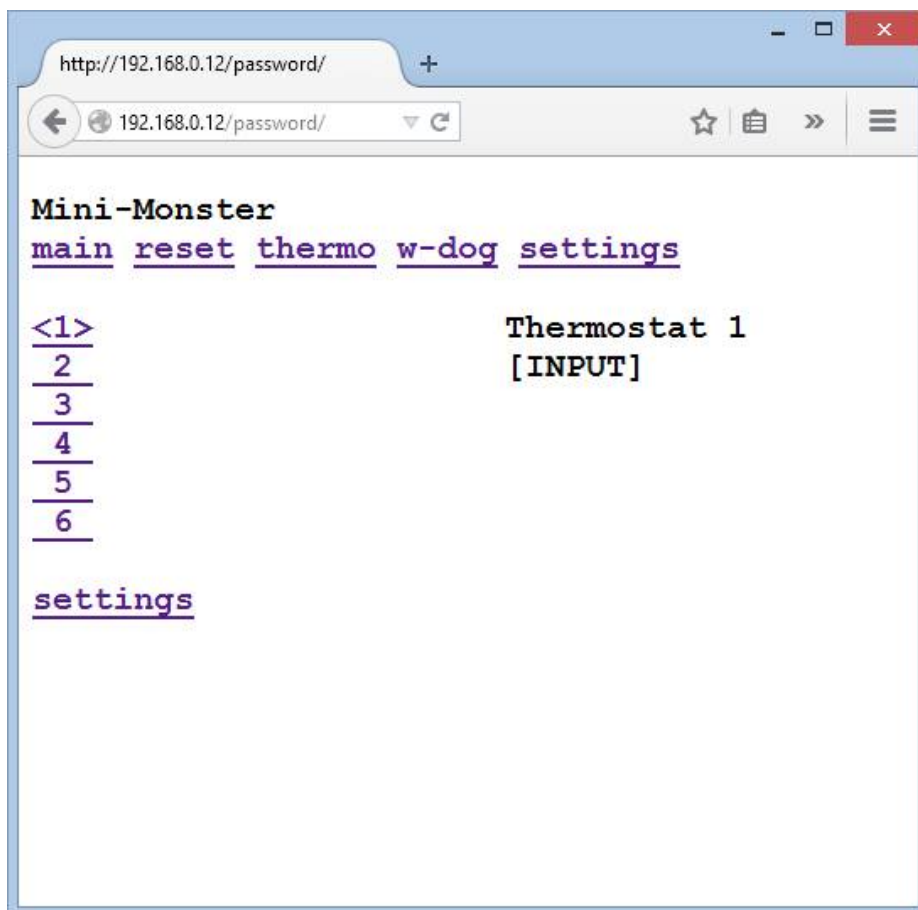 http://192.168.0.12/password/
192.168.0.12/password/
Mini-Monster
main reset thermo w-dog settings
<1> Thermostat 1
2 [INPUT]
3
4
5
6
settings